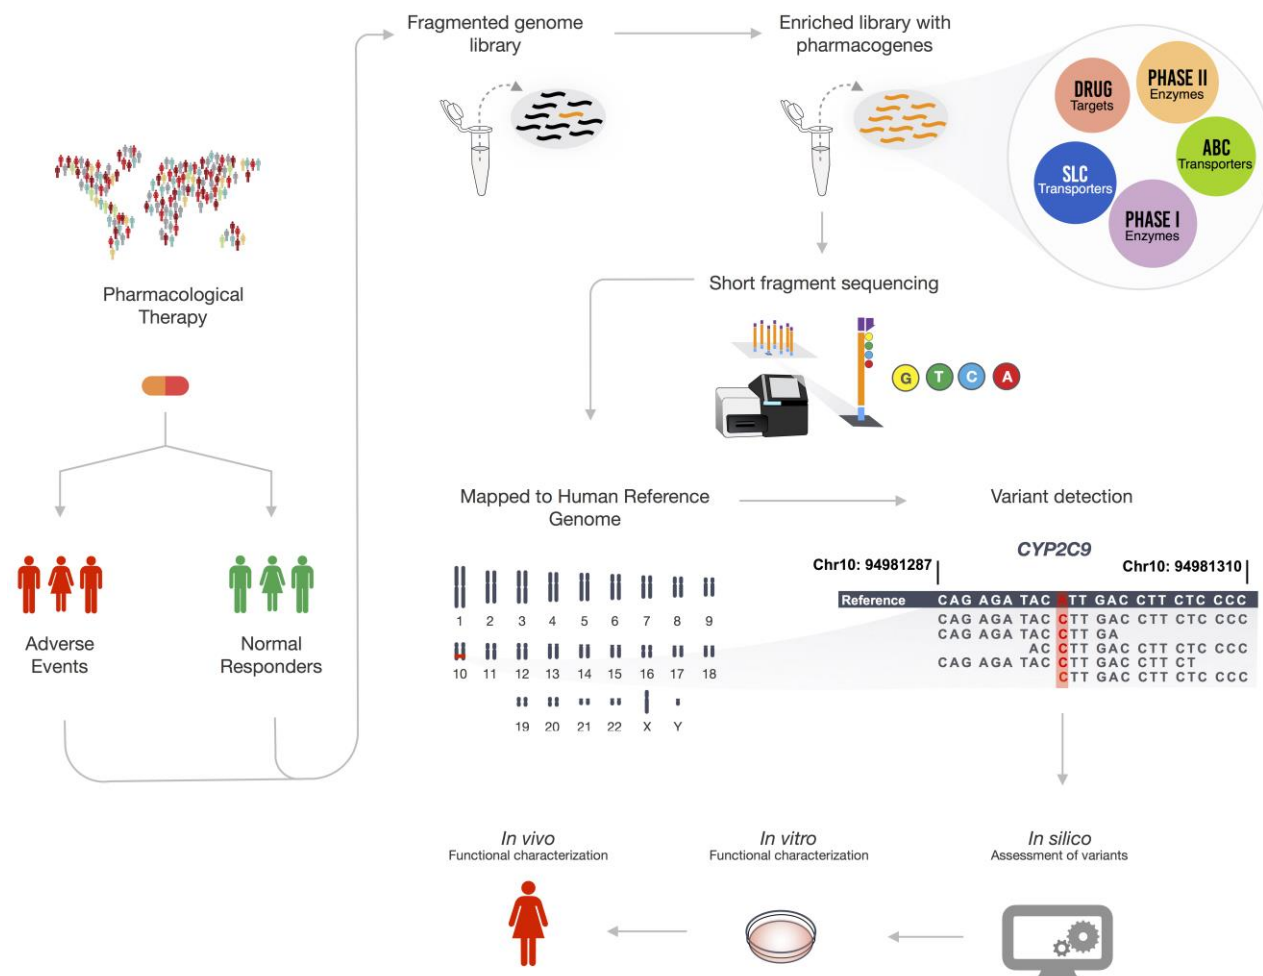 Fragmented genome
library
Enriched library with
pharmacogenes
DRUG
Targets
PHASE II
Enzymes
ABC
Transporters
SLC
Transporters
PHASE I
Enzymes
Pharmacological
Therapy
Short fragment sequencing
G T C A
Adverse
Events
Normal
Responders
Mapped to Human Reference
Genome
1 2 3 4 5 6 7 8 9
10 11 12 13 14 15 16 17 18
19 20 21 22 X Y
Variant detection
CYP2C9
Chr10: 94981287
Chr10: 94981310
Reference CAG AGA TAC ATT GAC CTT CTC CCC
CAG AGA TAC CTT GAC CTT CTC CCC
CAG AGA TAC CTT GA
AC CTT GAC CTT CTC CCC
CAG AGA TAC CTT GAC CTT CT
CTT GAC CTT CTC CCC
In vivo
Functional characterization
In vitro
Functional characterization
In silico
Assessment of variants